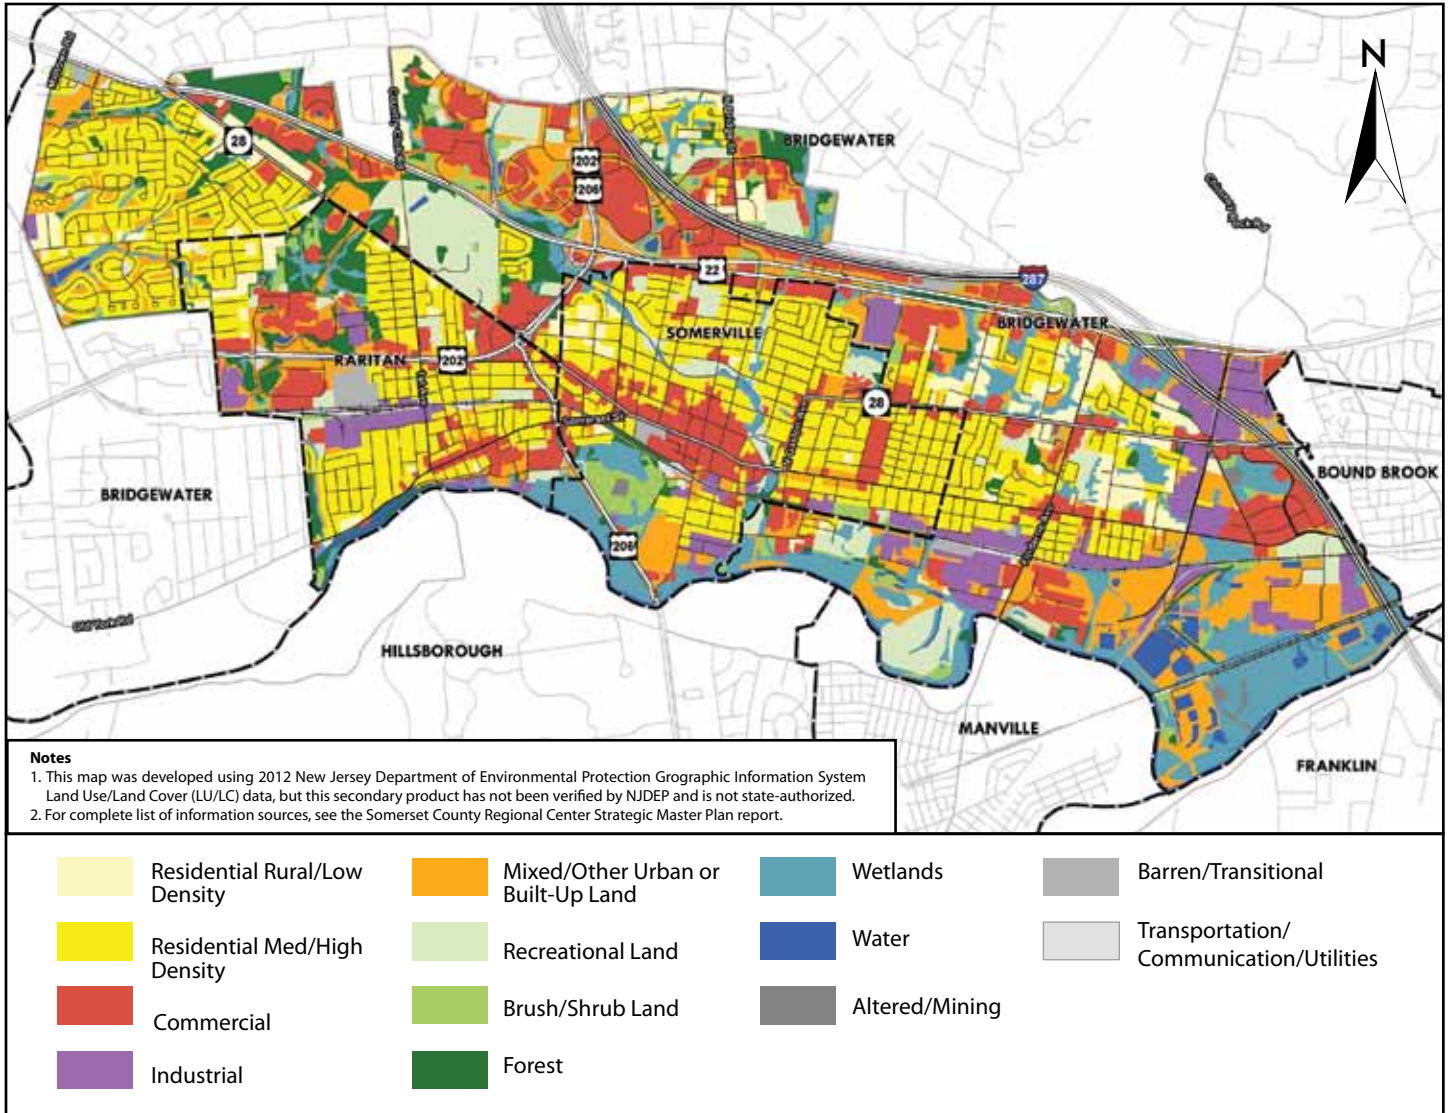 N
BRIDGEWATER
28
202
206
22
287
SOMERVILLE
BRIDGEWATER
RARITAN
202
28
BRIDGEWATER
BOUND BROOK
206
Old York Rd
HILLSBOROUGH
MANVILLE
FRANKLIN
Notes
1. This map was developed using 2012 New Jersey Department of Environmental Protection Grographic Information System
Land Use/Land Cover (LU/LC) data, but this secondary product has not been verified by NJDEP and is not state-authorized.
2. For complete list of information sources, see the Somerset County Regional Center Strategic Master Plan report.
Residential Rural/Low
Density
Residential Med/High
Density
Commercial
Industrial
Mixed/Other Urban or
Built-Up Land
Recreational Land
Brush/Shrub Land
Forest
Wetlands
Water
Altered/Mining
Barren/Transitional
Transportation/
Communication/Utilities